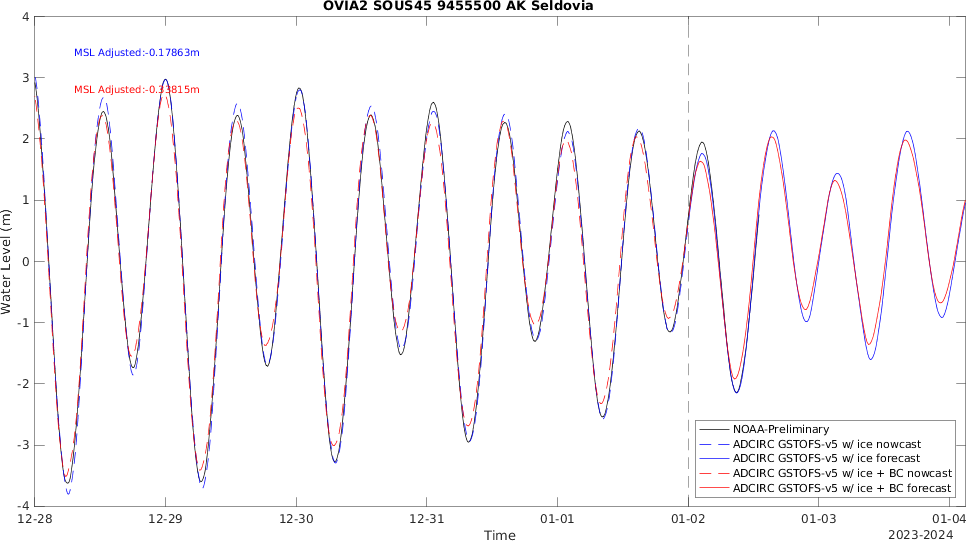 OVIA2 SOUS45 9455500 AK Seldovia
MSL Adjusted:-0.17863m
MSL Adjusted:-0.33815m
Water Level (m)
4
3
2
1
0
-1
-2
-3
-4
NOAA-Preliminary
ADCIRC GSTOFS-v5 w/ ice nowcast
ADCIRC GSTOFS-v5 w/ ice forecast
ADCIRC GSTOFS-v5 w/ ice + BC nowcast
ADCIRC GSTOFS-v5 w/ ice + BC forecast
12-28 12-29 12-30 12-31 01-01 01-02 01-03 01-04
Time
2023-2024